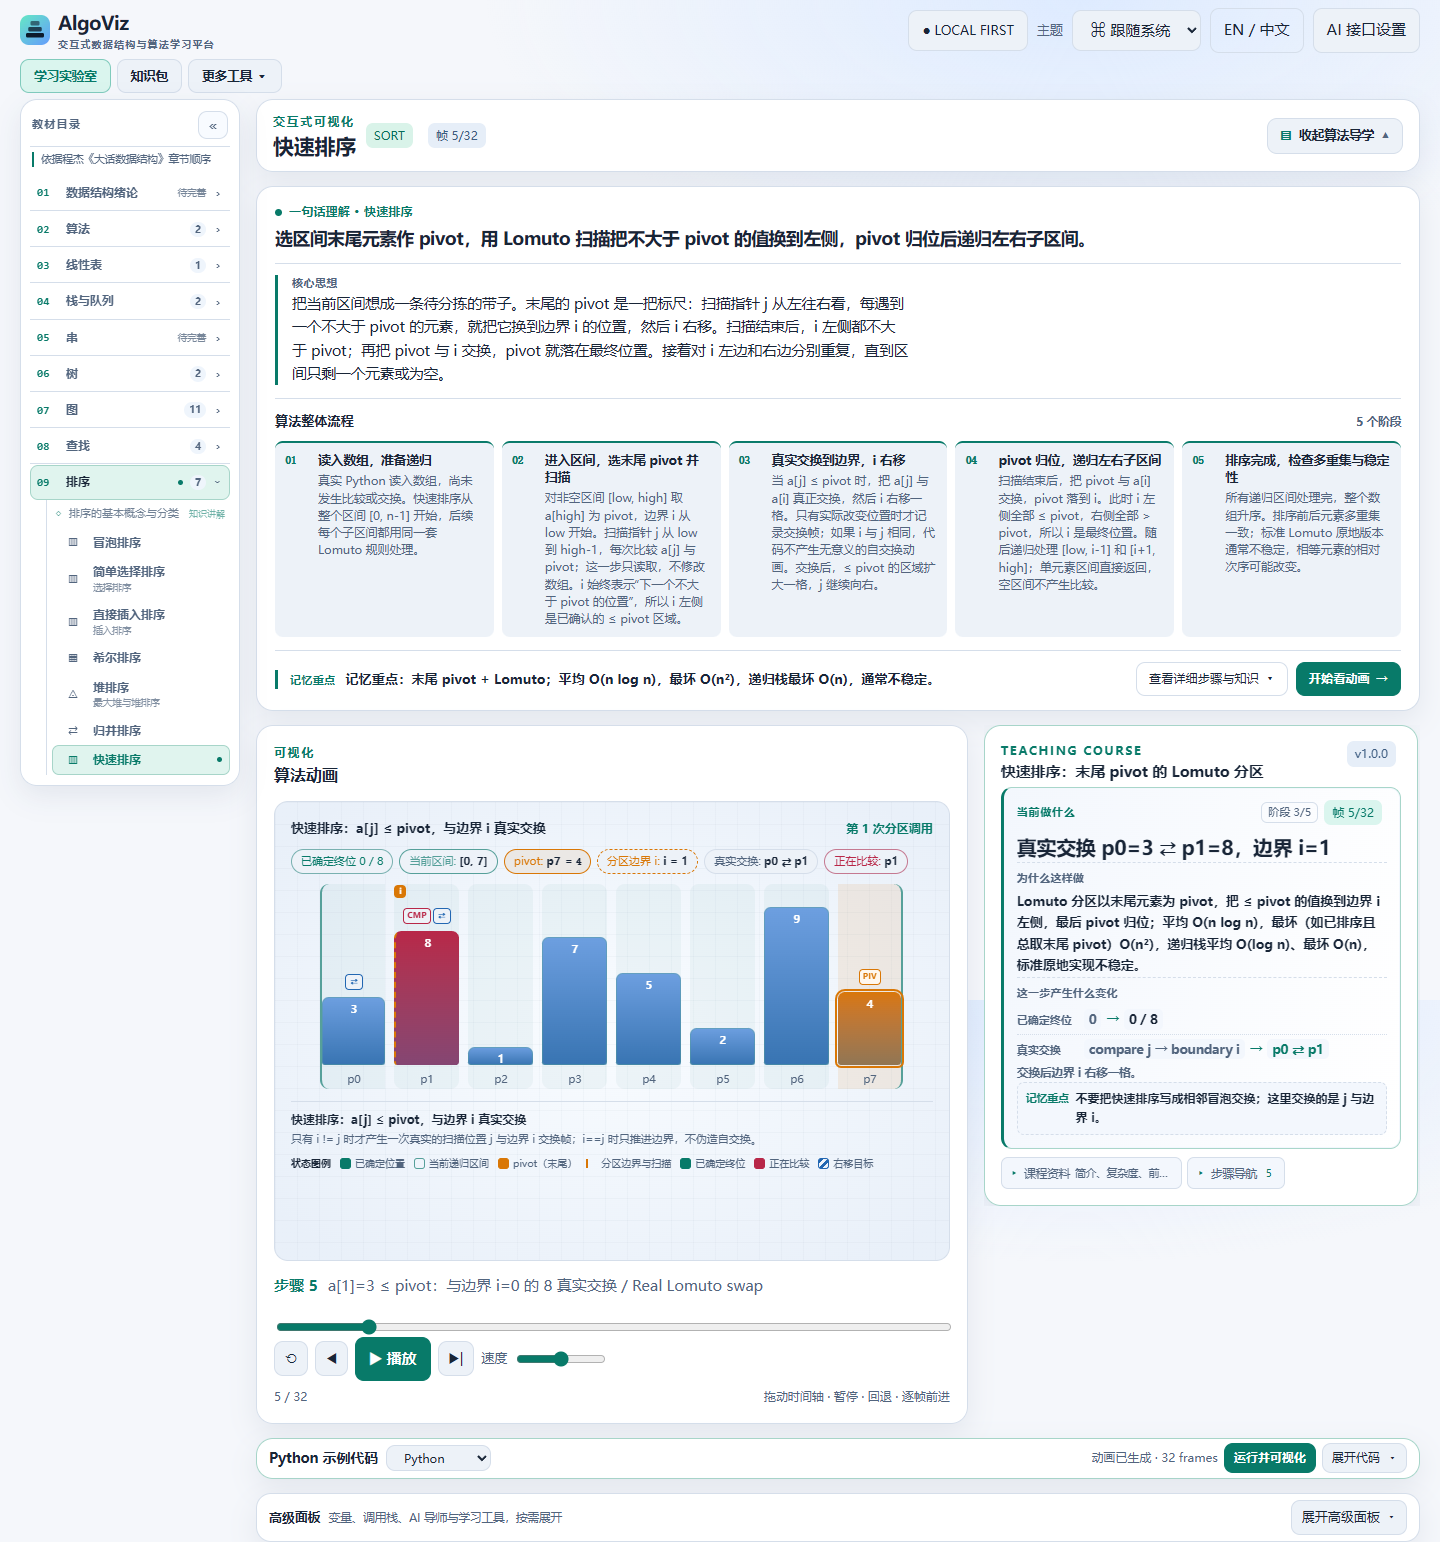 AlgoViz
交互式数据结构与算法学习平台
● LOCAL FIRST
主题
⌘ 跟随系统
EN / 中文
AI 接口设置
学习实验室
知识包
更多工具 ▾
教材目录
«
依据程杰《大话数据结构》章节顺序
01 数据结构绪论 待完善 ›
02 算法 2 ›
03 线性表 1 ›
04 栈与队列 2 ›
05 串 待完善 ›
06 树 2 ›
07 图 11 ›
08 查找 4 ›
09 排序 7
排序的基本概念与分类 知识讲解
冒泡排序
简单选择排序
选择排序
直接插入排序
插入排序
希尔排序
堆排序
最大堆与堆排序
归并排序
快速排序
交互式可视化
快速排序
SORT
帧 5/32
收起算法导学 ▲
一句话理解 • 快速排序
选区间末尾元素作 pivot，用 Lomuto 扫描把不大于 pivot 的值换到左侧，pivot 归位后递归左右子区间。
核心思想
把当前区间想成一条待分拣的带子。末尾的 pivot 是一把标尺：扫描指针 j 从左往右看，每遇到
一个不大于 pivot 的元素，就把它换到边界 i 的位置，然后 i 右移。扫描结束后，i 左侧都不大
于 pivot；再把 pivot 与 i 交换，pivot 就落在最终位置。接着对 i 左边和右边分别重复，直到区
间只剩一个元素或为空。
算法整体流程
5 个阶段
01 读入数组，准备递归
真实 Python 读入数组，尚未
发生比较或交换。快速排序从
整个区间 [0, n-1] 开始，后续
每个子区间都用同一套
Lomuto 规则处理。
02 进入区间，选末尾 pivot 并
扫描
对非空区间 [low, high] 取
a[high] 为 pivot，边界 i 从
low 开始。扫描指针 j 从 low
到 high-1，每次比较 a[j] 与
pivot；这一步只读取，不修改
数组。i 始终表示“下一个不大
于 pivot 的位置”，所以 i 左侧
是已确认的 ≤ pivot 区域。
03 真实交换到边界，i 右移
当 a[j] ≤ pivot 时，把 a[j] 与
a[i] 真正交换，然后 i 右移一
格。只有实际改变位置时才记
录交换帧；如果 i 与 j 相同，代
码不产生无意义的自交换动
画。交换后，≤ pivot 的区域扩
大一格，j 继续向右。
04 pivot 归位，递归左右子区间
扫描结束后，把 pivot 与 a[i]
交换，pivot 落到 i。此时 i 左
侧全部 ≤ pivot，右侧全部 >
pivot，所以 i 是最终位置。随
后递归处理 [low, i-1] 和 [i+1,
high]；单元素区间直接返回，
空区间不产生比较。
05 排序完成，检查多重集与稳定
性
所有递归区间处理完，整个数
组升序。排序前后元素多重集
一致；标准 Lomuto 原地版本
通常不稳定，相等元素的相对
次序可能改变。
记忆重点 记忆重点：末尾 pivot + Lomuto；平均 O(n log n)，最坏 O(n²)，递归栈最坏 O(n)，通常不稳定。
查看详细步骤与知识 ▾
开始看动画 →
可视化
算法动画
快速排序：a[j] ≤ pivot，与边界 i 真实交换
第 1 次分区调用
已确定终位 0 / 8
当前区间: [0, 7]
pivot: p7 = 4
分区边界 i: i = 1
真实交换: p0 ⇄ p1
正在比较: p1
i
CMP ⇄
⇄
PIV
3
8
1
7
5
2
9
4
p0
p1
p2
p3
p4
p5
p6
p7
快速排序：a[j] ≤ pivot，与边界 i 真实交换
只有 i != j 时才产生一次真实的扫描位置 j 与边界 i 交换帧；i==j 时只推进边界，不伪造自交换。
状态图例 已确定位置 当前递归区间 pivot（末尾） 分区边界与扫描 已确定终位 正在比较 右移目标
步骤 5 a[1]=3 ≤ pivot：与边界 i=0 的 8 真实交换 / Real Lomuto swap
▶ 播放
速度
5 / 32
拖动时间轴 · 暂停 · 回退 · 逐帧前进
TEACHING COURSE
快速排序：末尾 pivot 的 Lomuto 分区
v1.0.0
当前做什么
阶段 3/5
帧 5/32
真实交换 p0=3 ⇄ p1=8，边界 i=1
为什么这样做
Lomuto 分区以末尾元素为 pivot，把 ≤ pivot 的值换到边界 i
左侧，最后 pivot 归位；平均 O(n log n)，最坏（如已排序且
总取末尾 pivot）O(n²)，递归栈平均 O(log n)、最坏 O(n)，
标准原地实现不稳定。
这一步产生什么变化
已确定终位 0 → 0 / 8
真实交换 compare j → boundary i → p0 ⇄ p1
交换后边界 i 右移一格。
记忆重点 不要把快速排序写成相邻冒泡交换；这里交换的是 j 与边
界 i。
‣ 课程资料 简介、复杂度、前...
‣ 步骤导航 5
Python 示例代码
Python
动画已生成 · 32 frames
运行并可视化
展开代码
高级面板 变量、调用栈、AI 导师与学习工具，按需展开
展开高级面板